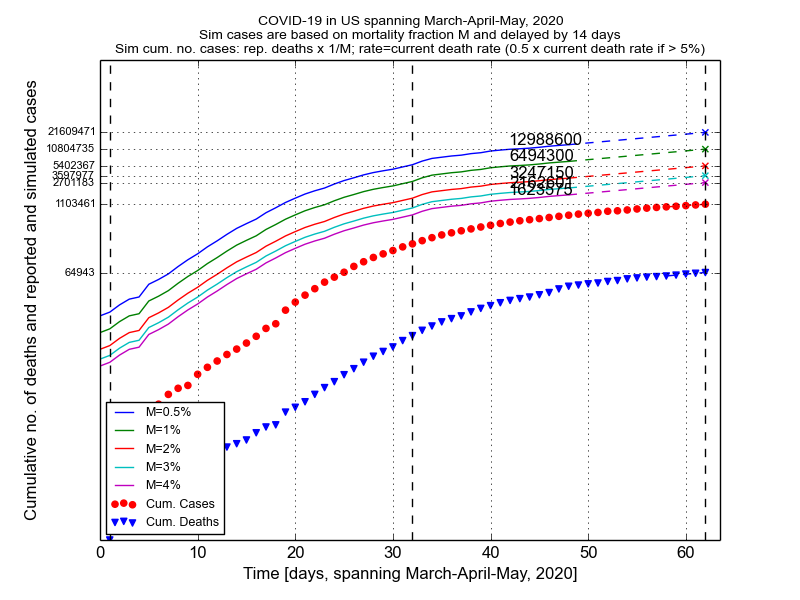 COVID-19 in US spanning March-April-May, 2020
Sim cases are based on mortality fraction M and delayed by 14 days
Sim cum. no. cases: rep. deaths x 1/M; rate=current death rate (0.5 x current death rate if > 5%)
Cumulative no. of deaths and reported and simulated cases
21609471
10804735
5402367
3597977
2701183
1103461
64943
12988600
6494300
3247150
1623575
M=0.5%
M=1%
M=2%
M=3%
M=4%
Cum. Cases
Cum. Deaths
0 10 20 30 40 50 60
Time [days, spanning March-April-May, 2020]